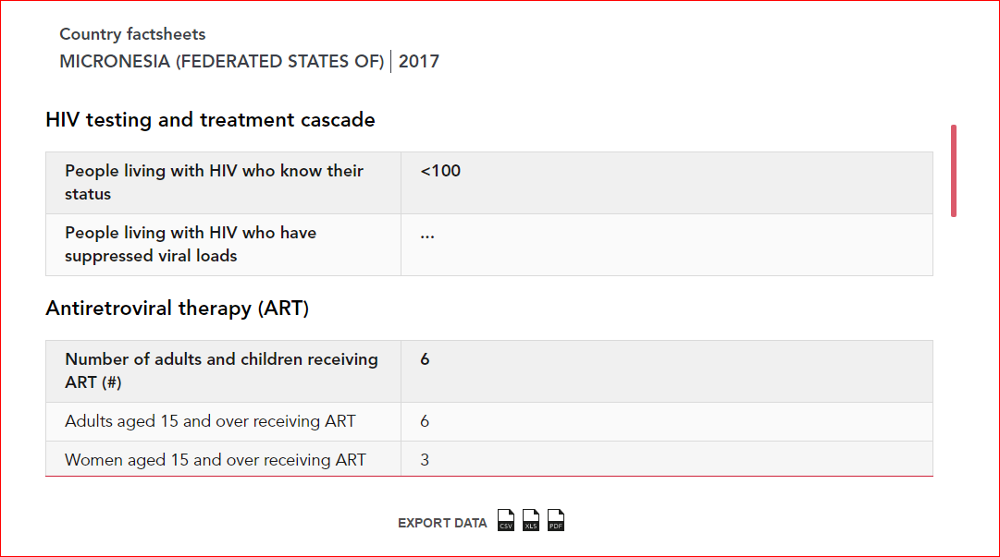 Country factsheets
MICRONESIA (FEDERATED STATES OF) | 2017
HIV testing and treatment cascade
People living with HIV who know their <100
status
People living with HIV who have ...
suppressed viral loads
Antiretroviral therapy (ART)
Number of adults and children receiving 6
ART (#)
Adults aged 15 and over receiving ART 6
Women aged 15 and over receiving ART 3
EXPORT DATA CSV XLS PDF